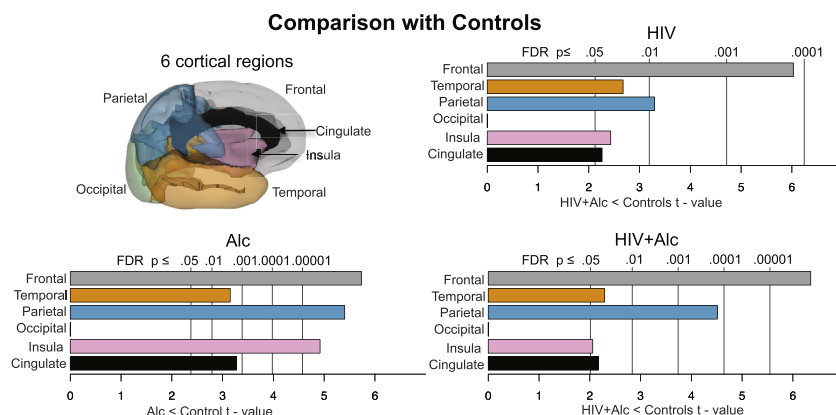 Comparison with Controls
6 cortical regions
Parietal
Frontal
Cingulate
Insula
Occipital
Temporal
HIV
FDR p≤ .05 .01 .001 .0001
Frontal
Temporal
Parietal
Occipital
Insula
Cingulate
0 1 2 3 4 5 6
HIV+Alc < Controls t - value
Alc
FDR p ≤ .05 .01 .001 .0001 .00001
Frontal
Temporal
Parietal
Occipital
Insula
Cingulate
0 1 2 3 4 5 6
Alc < Control t - value
HIV+Alc
FDR p ≤ .05 .01 .001 .0001 .00001
Frontal
Temporal
Parietal
Occipital
Insula
Cingulate
0 1 2 3 4 5 6
HIV+Alc < Controls t - value